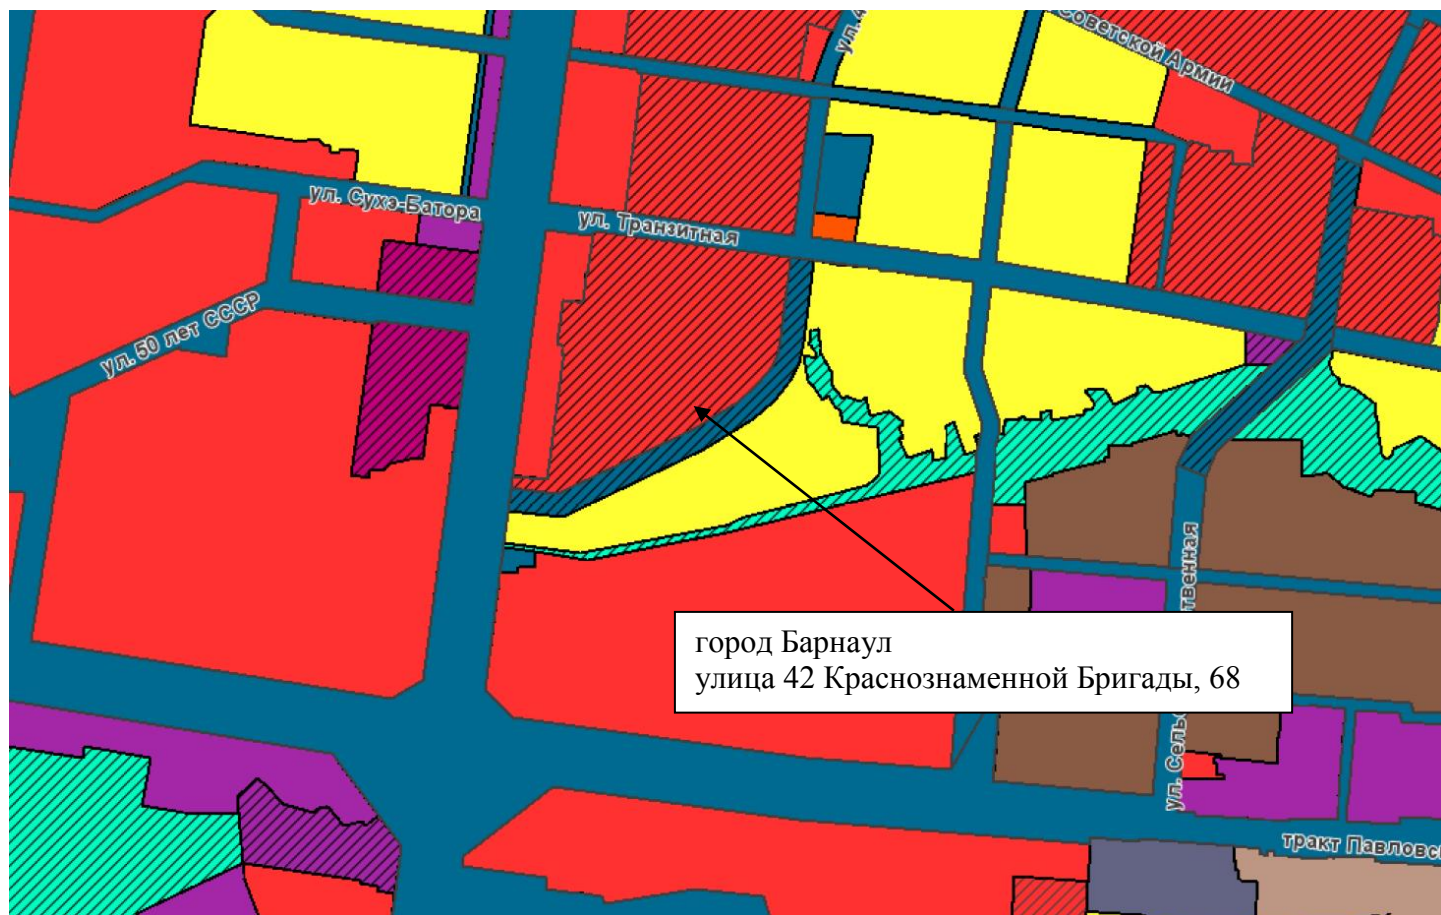 Советской Армии
ул. Сухэ-Батора
ул. Транзитная
ул. 50 лет СССР
город Барнаул
улица 42 Краснознаменной Бригады, 68
тракт Павловс